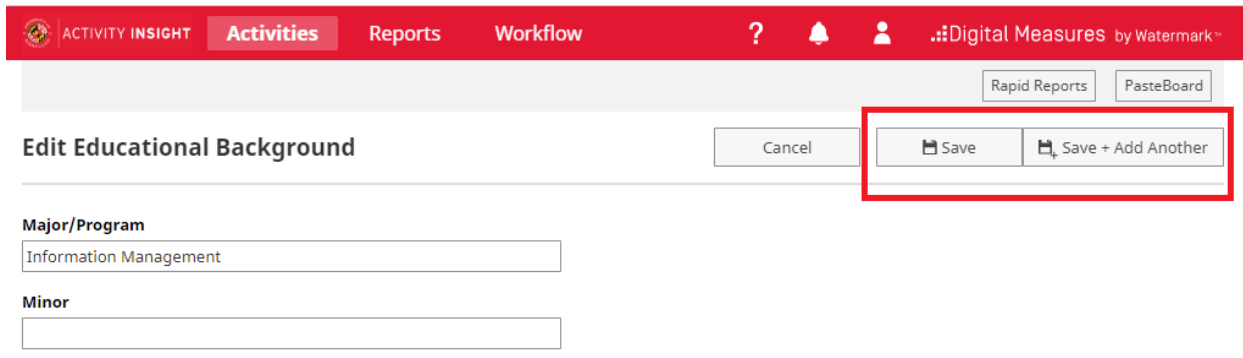 ACTIVITY INSIGHT Activities Reports Workflow ? .:Digital Measures by Watermark™
Rapid Reports PasteBoard
Edit Educational Background Cancel Save Save + Add Another
Major/Program
Information Management
Minor